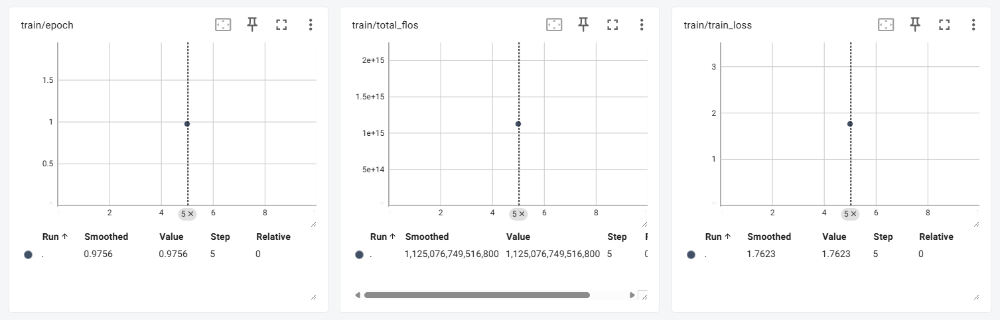 train/epoch
1.5
1
0.5
2
4
5 ×
6
8
Run ↑ Smoothed Value Step Relative
. 0.9756 0.9756 5 0
train/total_flos
2e+15
1.5e+15
1e+15
5e+14
2
4
5 ×
6
8
Run ↑ Smoothed Value Step
. 1,125,076,749,516,800 1,125,076,749,516,800 5
train/train_loss
3
2
1
2
4
5 ×
6
8
Run ↑ Smoothed Value Step Relative
. 1.7623 1.7623 5 0